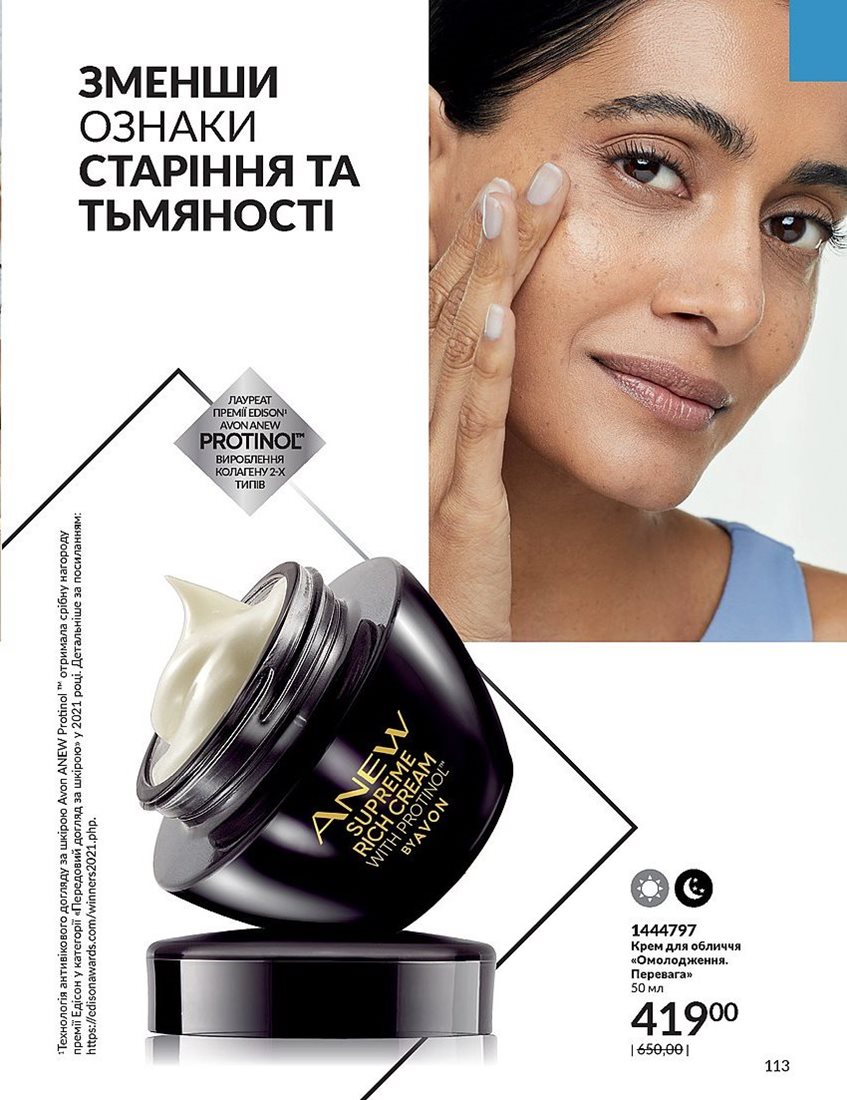 ЗМЕНШИ
ОЗНАКИ
СТАРІННЯ ТА
ТЬМЯНОСТІ
ЛАУРЕАТ
ПРЕМІЇ EDISON¹
AVON ANEW
PROTINOL™
ВИРОБЛЕННЯ
КОЛАГЕНУ 2-Х
ТИПІВ
¹Технологія антивікового догляду за шкірою Avon ANEW Protinol ™ отримала срібну нагороду
премії Едісон у категорії «Передовий догляд за шкірою» у 2021 році. Детальніше за посиланням:
https://edisonawards.com/winners2021.php.
ANEW
SUPREME
RICH CREAM
WITH PROTINOL™
BY AVON
1444797
Крем для обличчя
«Омолодження.
Перевага»
50 мл
41900
| 650,00 |
113